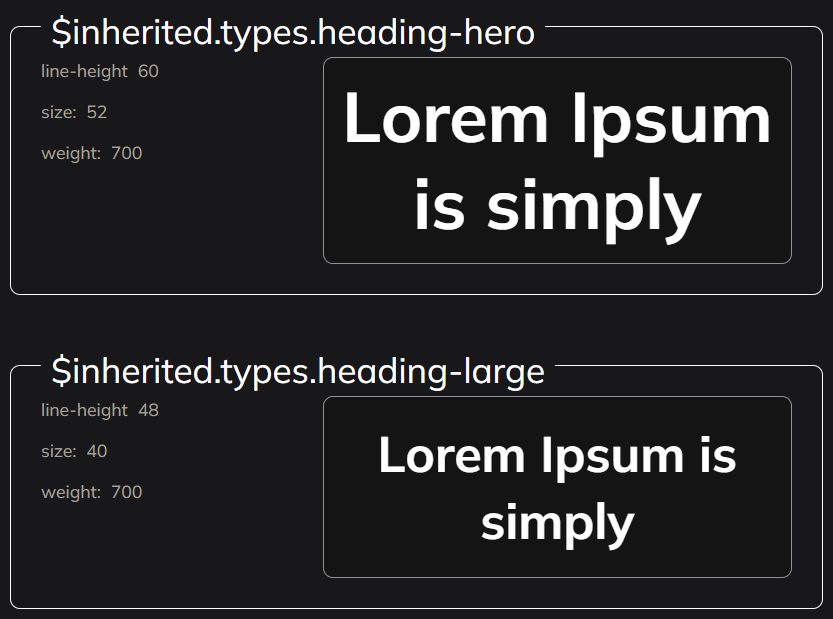 $inherited.types.heading-hero
line-height 60
size: 52
weight: 700
Lorem Ipsum
is simply
$inherited.types.heading-large
line-height 48
size: 40
weight: 700
Lorem Ipsum is
simply